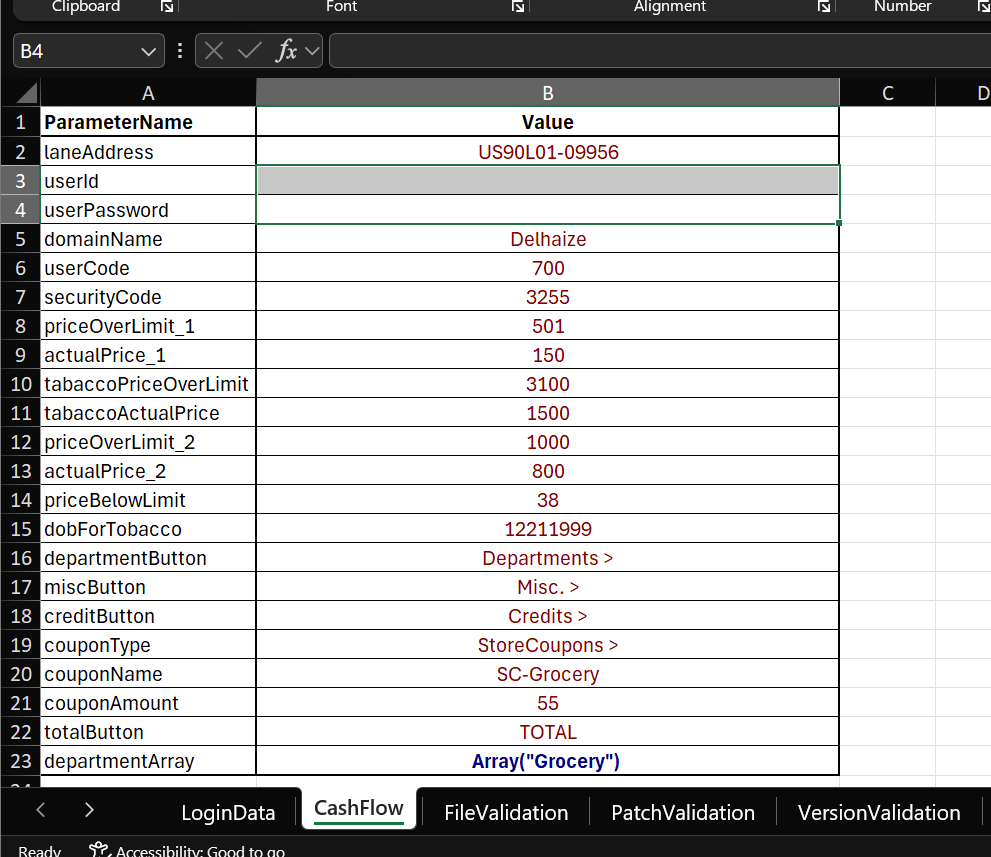 Clipboard Font Alignment Number
B4 fx
A B C D
1 ParameterName Value
2 laneAddress US90L01-09956
3 userId
4 userPassword
5 domainName Delhaize
6 userCode 700
7 securityCode 3255
8 priceOverLimit_1 501
9 actualPrice_1 150
10 tabaccoPriceOverLimit 3100
11 tabaccoActualPrice 1500
12 priceOverLimit_2 1000
13 actualPrice_2 800
14 priceBelowLimit 38
15 dobForTobacco 12211999
16 departmentButton Departments >
17 miscButton Misc. >
18 creditButton Credits >
19 couponType StoreCoupons >
20 couponName SC-Grocery
21 couponAmount 55
22 totalButton TOTAL
23 departmentArray Array("Grocery")
24
LoginData CashFlow FileValidation PatchValidation VersionValidation
Ready Accessibility: Good to go